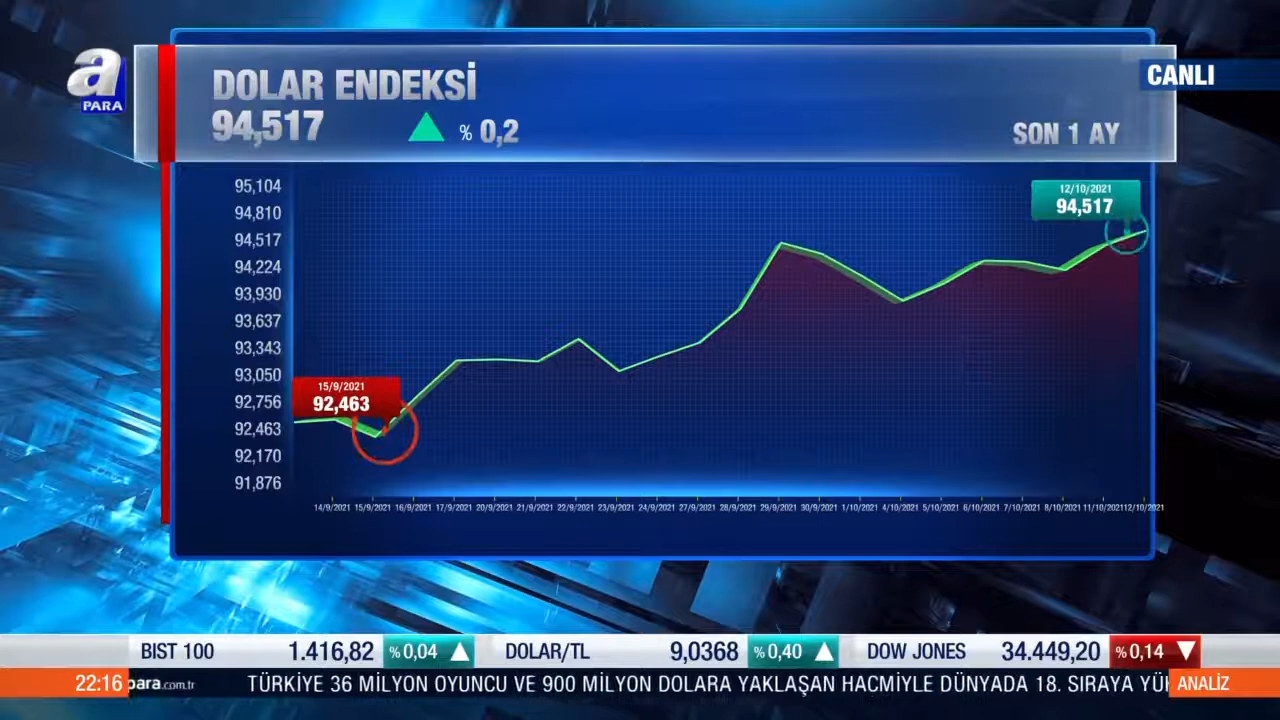 a
PARA
CANLI
DOLAR ENDEKSİ
94,517 % 0,2
SON 1 AY
95,104
94,810
94,517
94,224
93,930
93,637
93,343
93,050
92,756
92,463
92,170
91,876
12/10/2021
94,517
15/9/2021
92,463
14/9/2021 15/9/2021 16/9/2021 17/9/2021 20/9/2021 21/9/2021 22/9/2021 23/9/2021 24/9/2021 27/9/2021 28/9/2021 29/9/2021 30/9/2021 1/10/2021 4/10/2021 5/10/2021 6/10/2021 7/10/2021 8/10/2021 11/10/2021 12/10/2021
BIST 100 1.416,82 % 0,04 DOLAR/TL 9,0368 % 0,40 DOW JONES 34.449,20 % 0,14
22:16 para.com.tr TÜRKİYE 36 MİLYON OYUNCU VE 900 MİLYON DOLARA YAKLAŞAN HACMİYLE DÜNYADA 18. SIRAYA ANALİZ